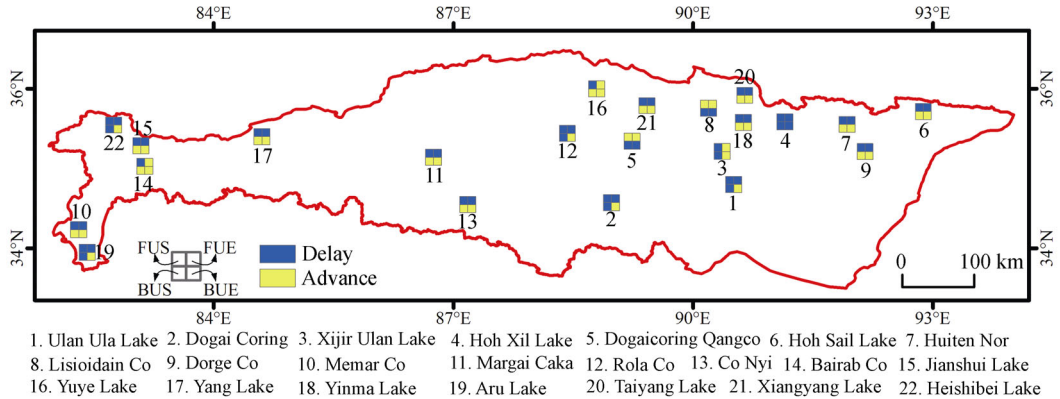 84°E 87°E 90°E 93°E
36°N 36°N
20
16
15 22 21 8 6
17 12 5 18 4 7
14 11 3 9
13 2 1
10
19
34°N 34°N
FUS FUE
BUS BUE
Delay
Advance
0 100 km
84°E 87°E 90°E 93°E
1. Ulan Ula Lake 2. Dogai Coring 3. Xijir Ulan Lake 4. Hoh Xil Lake 5. Dogaicoring Qangco 6. Hoh Sail Lake 7. Huiten Nor
8. Lisioidain Co 9. Dorge Co 10. Memar Co 11. Margai Caka 12. Rola Co 13. Co Nyi 14. Bairab Co 15. Jianshui Lake
16. Yuye Lake 17. Yang Lake 18. Yinma Lake 19. Aru Lake 20. Taiyang Lake 21. Xiangyang Lake 22. Heishibei Lake